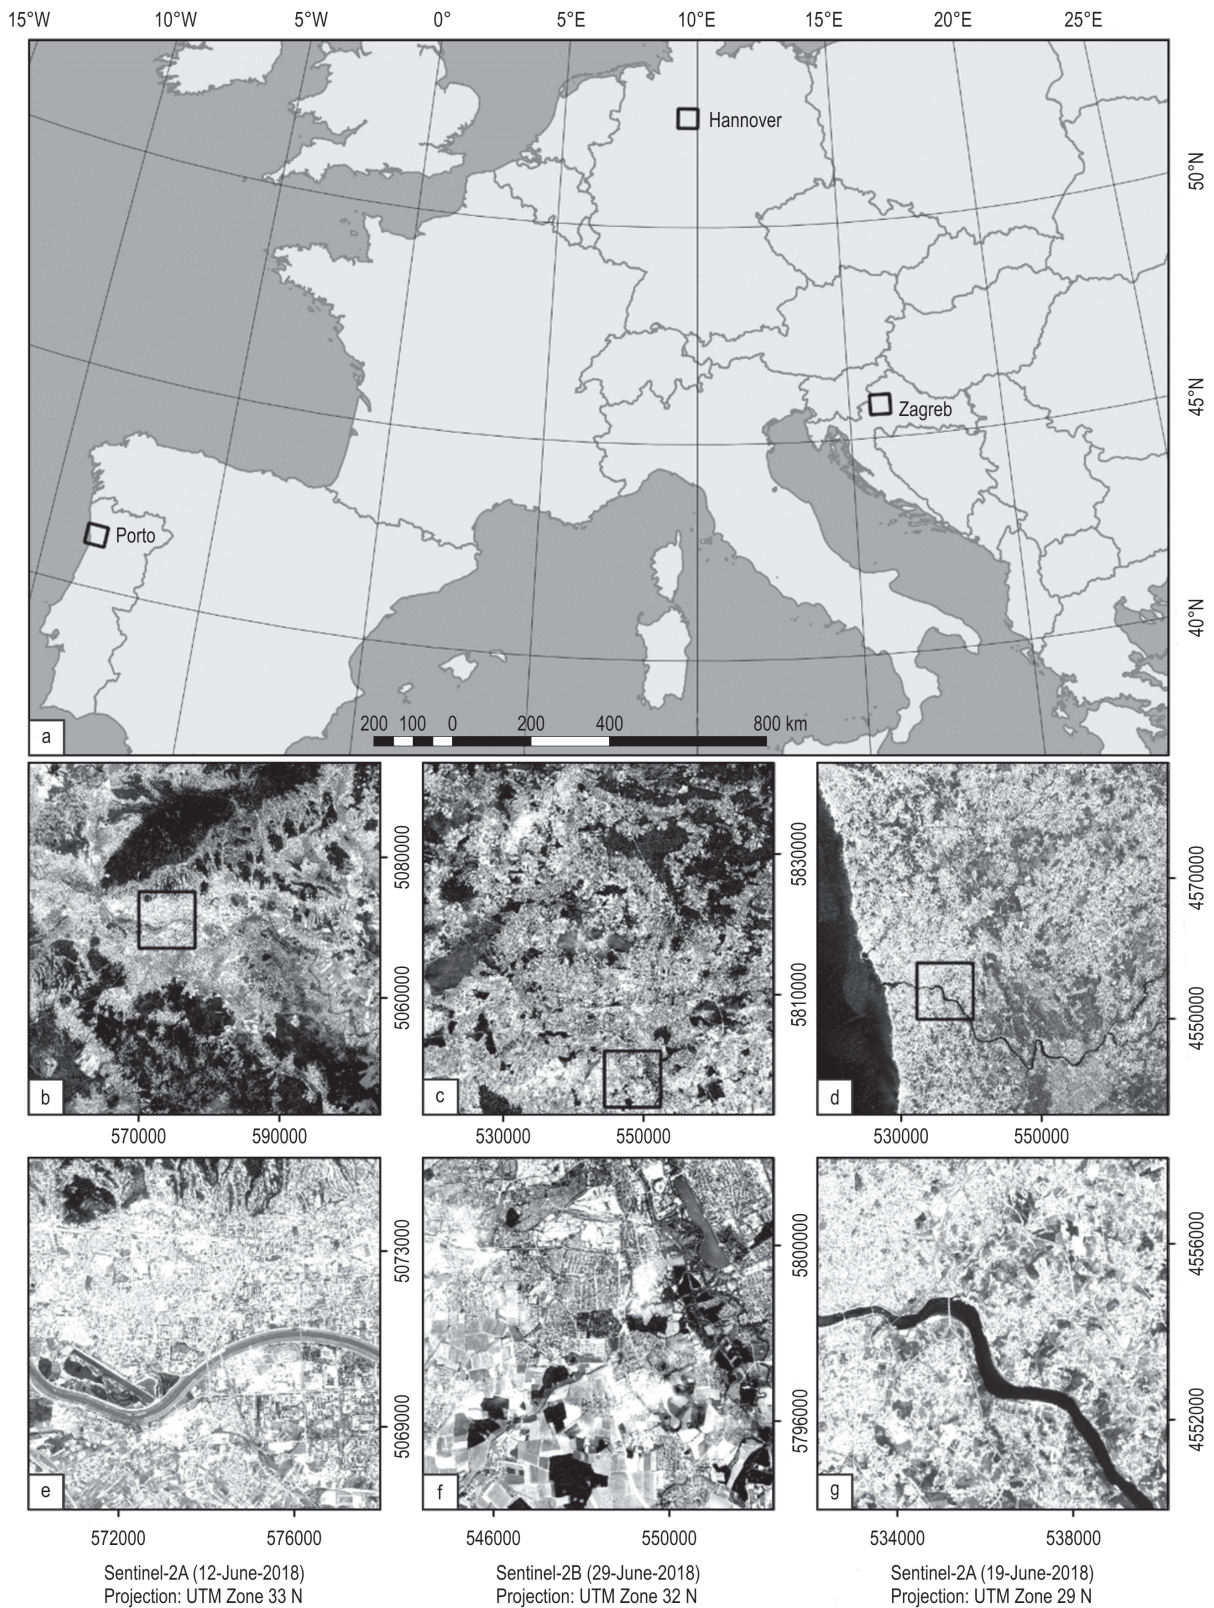 15°W 10°W 5°W 0° 5°E 10°E 15°E 20°E 25°E
Hannover
50°N
Zagreb
45°N
Porto
40°N
200 100 0 200 400 800 km
a
5080000
5060000
b
570000 590000
5830000
5810000
c
530000 550000
4570000
4550000
d
530000 550000
5073000
5069000
e
572000 576000
5800000
5796000
f
546000 550000
4556000
4552000
g
534000 538000
Sentinel-2A (12-June-2018)
Projection: UTM Zone 33 N
Sentinel-2B (29-June-2018)
Projection: UTM Zone 32 N
Sentinel-2A (19-June-2018)
Projection: UTM Zone 29 N